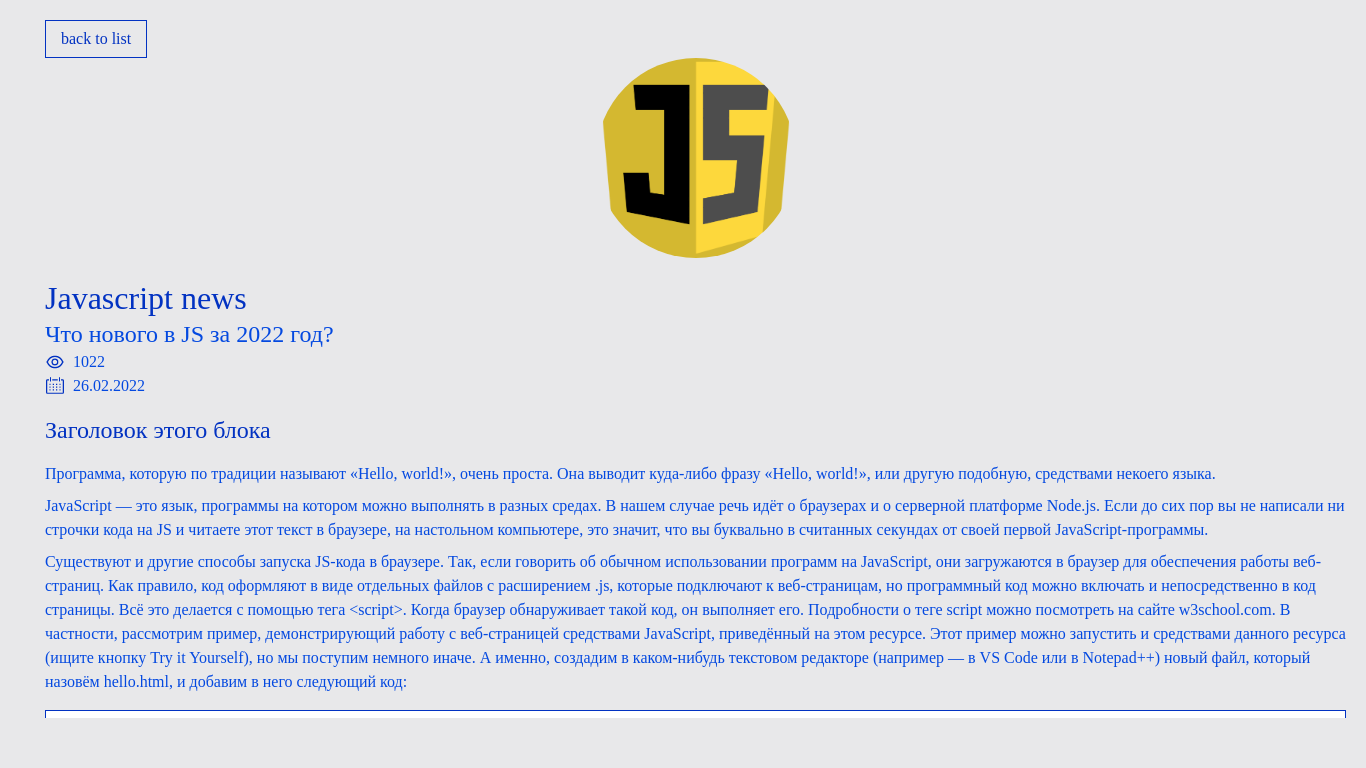 back to list
JS
Javascript news
Что нового в JS за 2022 год?
1022
26.02.2022
Заголовок этого блока
Программа, которую по традиции называют «Hello, world!», очень проста. Она выводит куда-либо фразу «Hello, world!», или другую подобную, средствами некоего языка.
JavaScript — это язык, программы на котором можно выполнять в разных средах. В нашем случае речь идёт о браузерах и о серверной платформе Node.js. Если до сих пор вы не написали ни
строчки кода на JS и читаете этот текст в браузере, на настольном компьютере, это значит, что вы буквально в считанных секундах от своей первой JavaScript-программы.
Существуют и другие способы запуска JS-кода в браузере. Так, если говорить об обычном использовании программ на JavaScript, они загружаются в браузер для обеспечения работы веб-
страниц. Как правило, код оформляют в виде отдельных файлов с расширением .js, которые подключают к веб-страницам, но программный код можно включать и непосредственно в код
страницы. Всё это делается с помощью тега <script>. Когда браузер обнаруживает такой код, он выполняет его. Подробности о теге script можно посмотреть на сайте w3school.com. В
частности, рассмотрим пример, демонстрирующий работу с веб-страницей средствами JavaScript, приведённый на этом ресурсе. Этот пример можно запустить и средствами данного ресурса
(ищите кнопку Try it Yourself), но мы поступим немного иначе. А именно, создадим в каком-нибудь текстовом редакторе (например — в VS Code или в Notepad++) новый файл, который
назовём hello.html, и добавим в него следующий код: